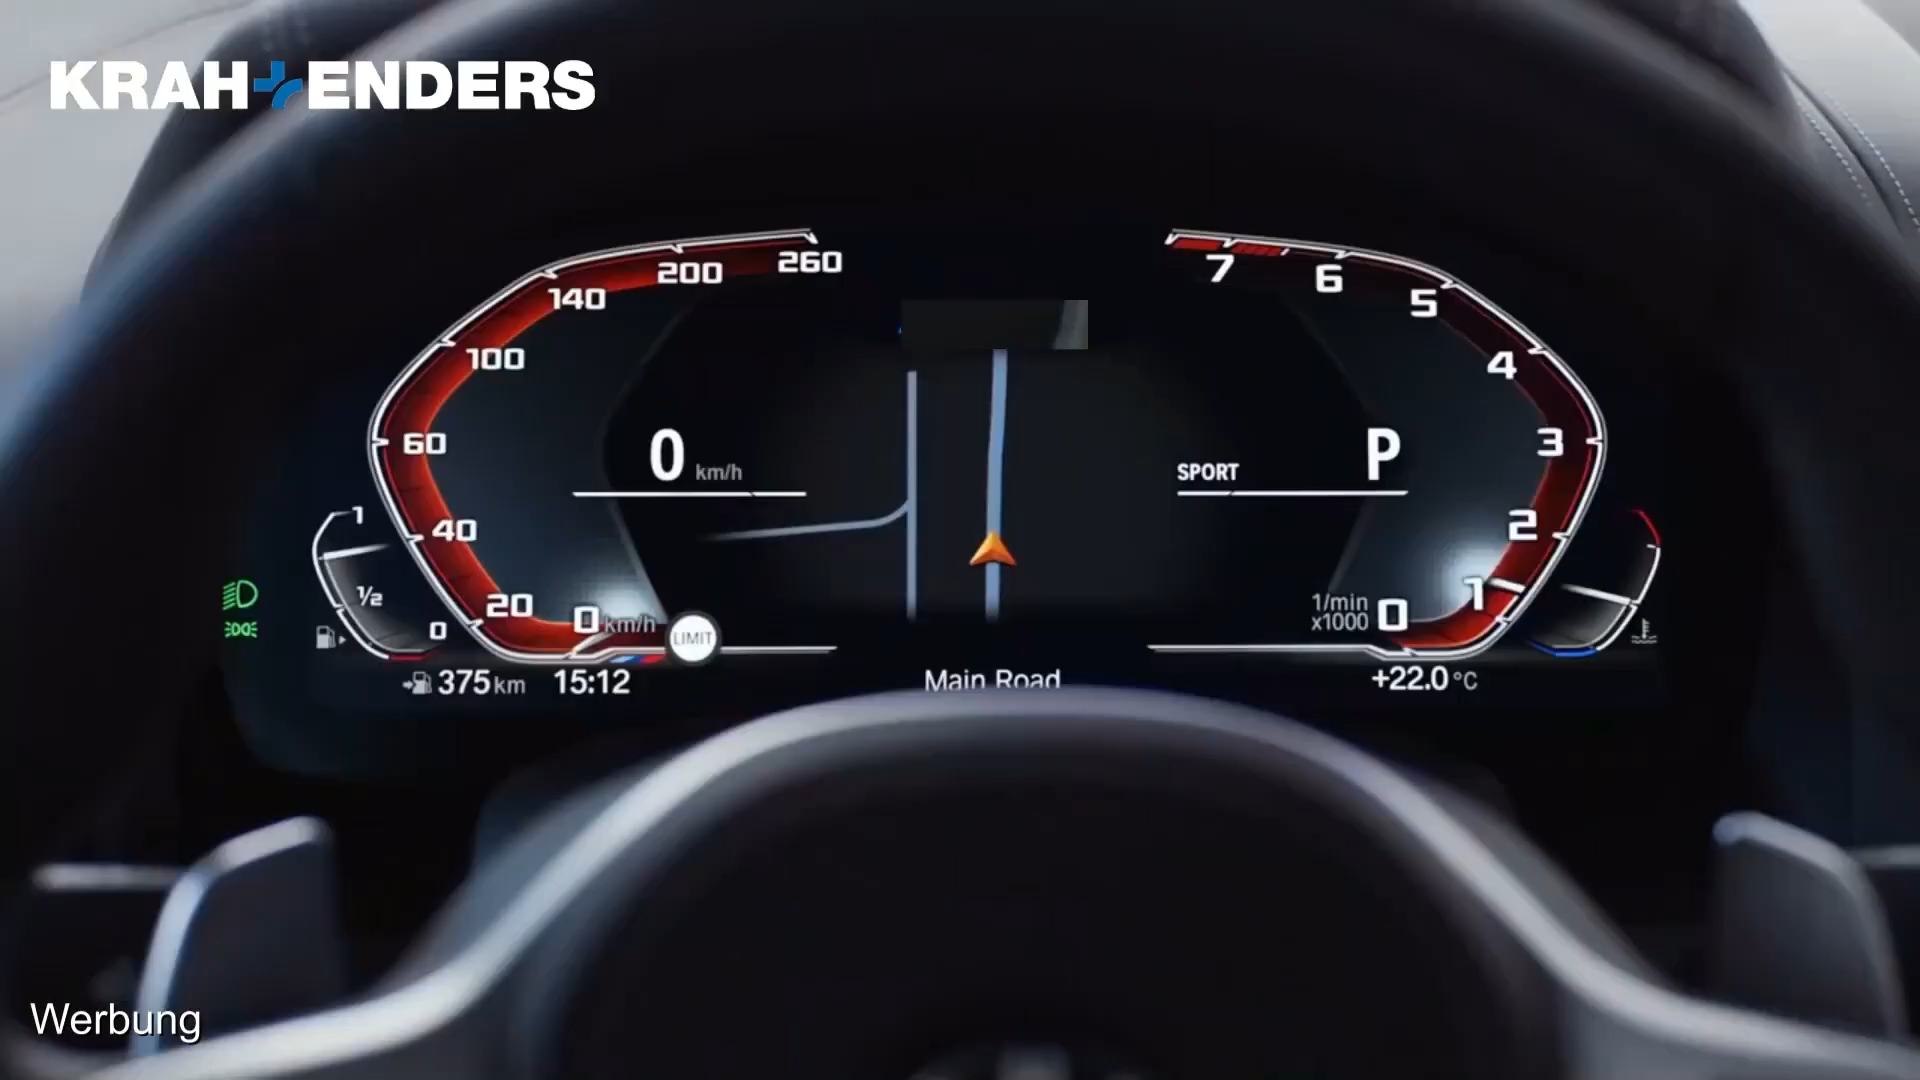 KRAH ENDERS
260
200
140
100
60
40
20
0 km/h
LIMIT
0 km/h
1
1/2
0
375 km
15:12
Main Road
7
6
5
4
3
2
1
0
1/min
x1000
SPORT
P
+22.0 °C
Werbung